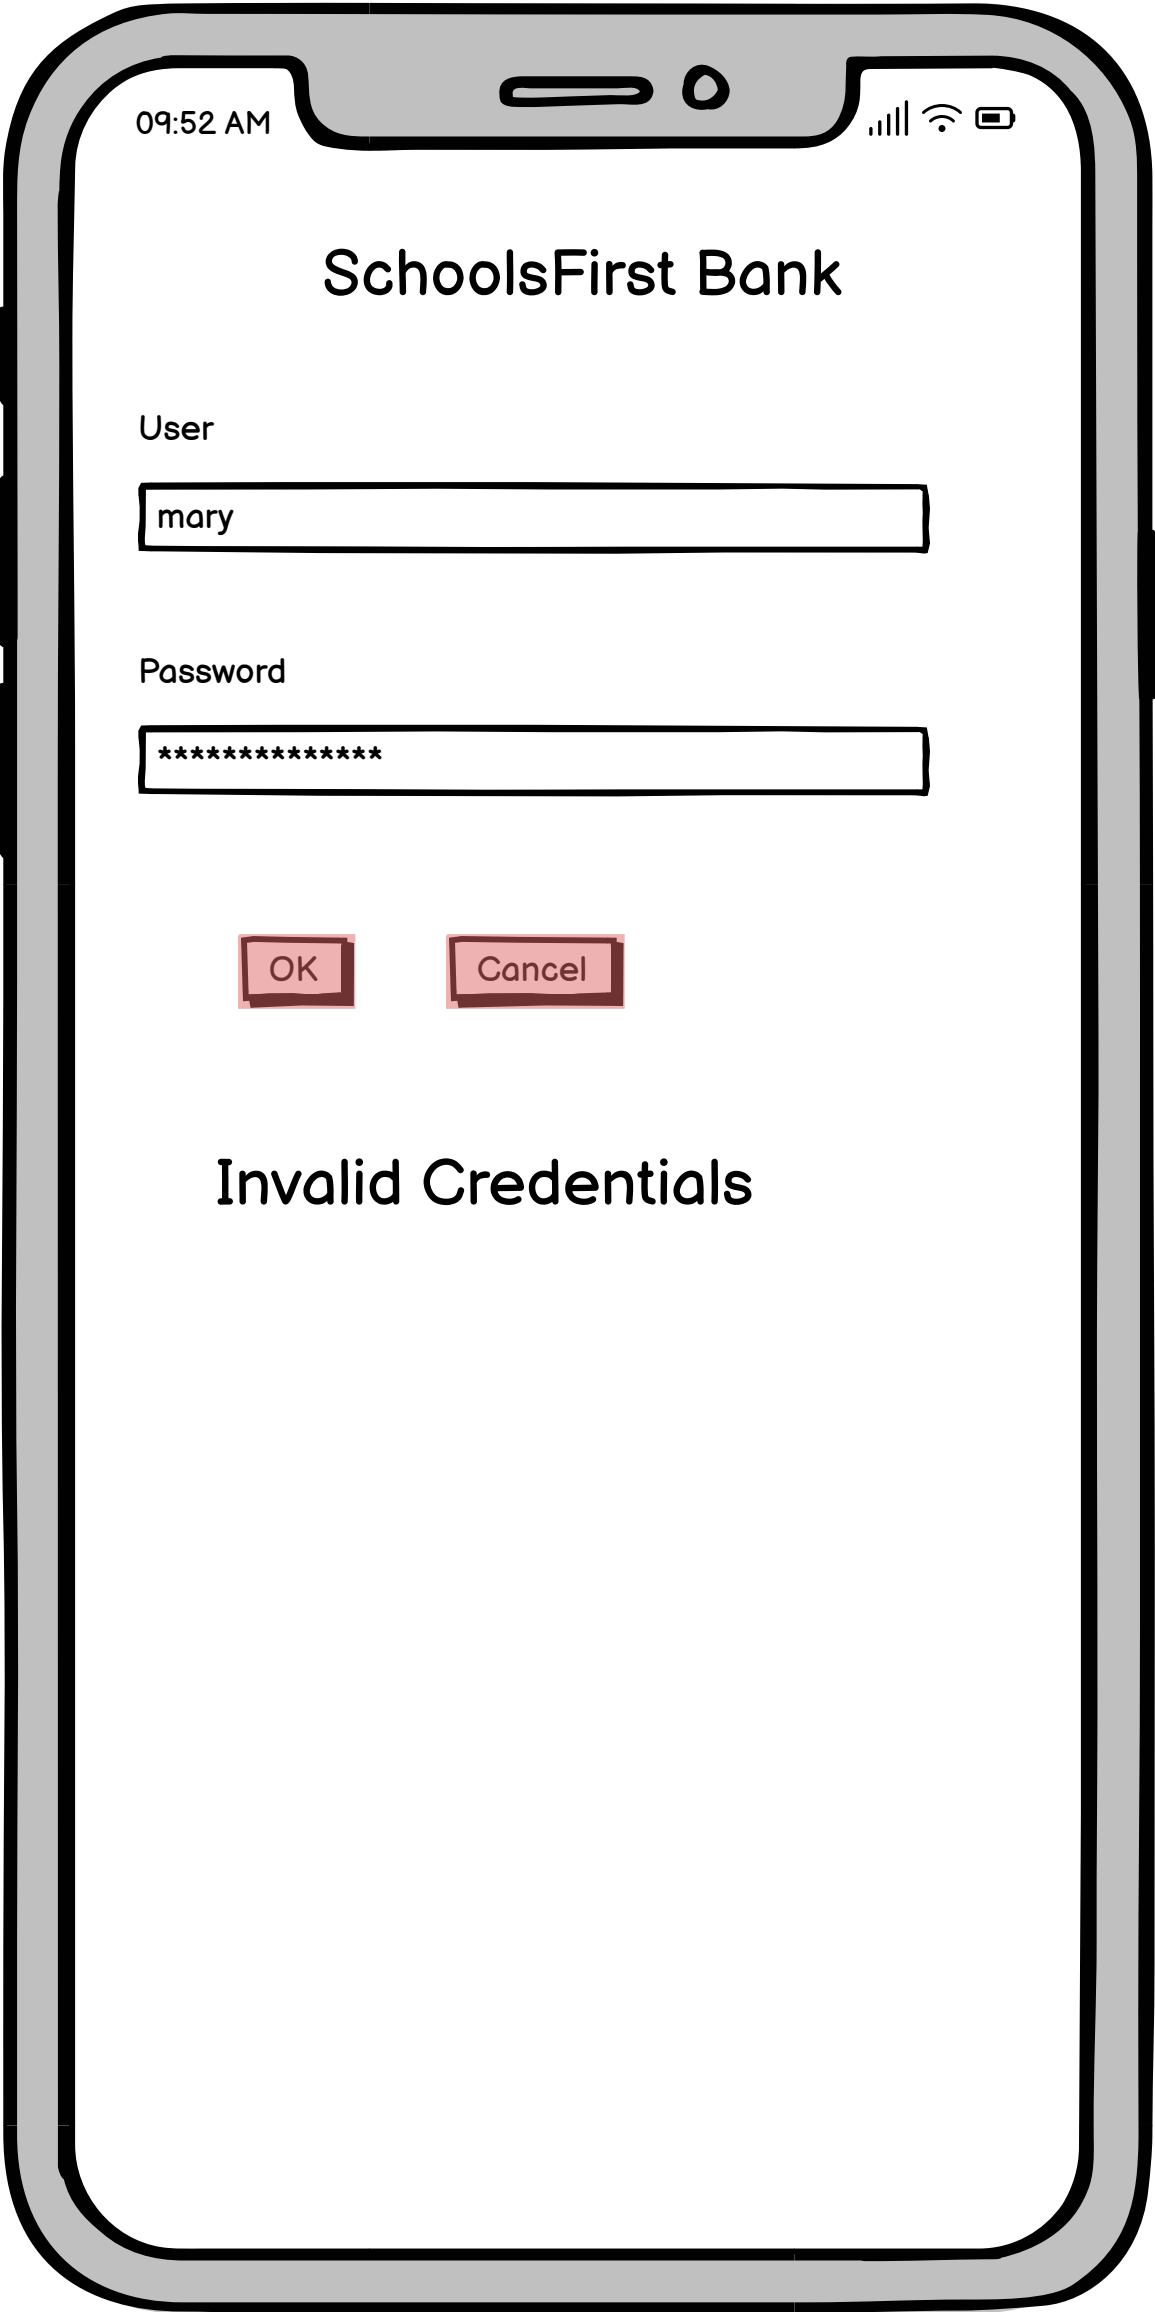 09:52 AM
SchoolsFirst Bank
User
mary
Password
**************
OK
Cancel
Invalid Credentials